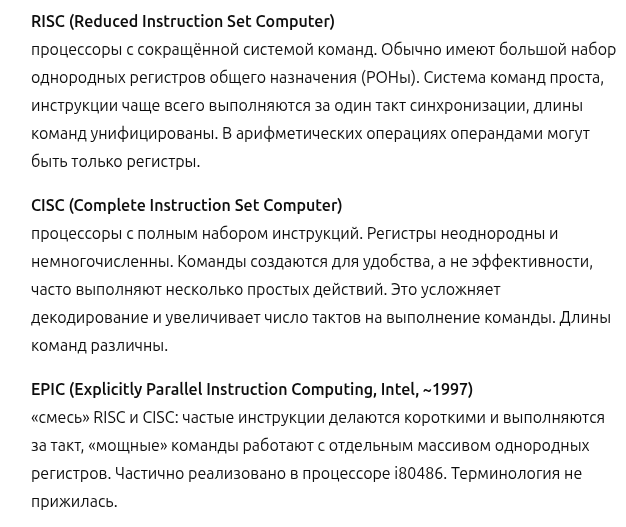 RISC (Reduced Instruction Set Computer)
процессоры с сокращённой системой команд. Обычно имеют большой набор
однородных регистров общего назначения (РОНы). Система команд проста,
инструкции чаще всего выполняются за один такт синхронизации, длины
команд унифицированы. В арифметических операциях операндами могут
быть только регистры.
CISC (Complete Instruction Set Computer)
процессоры с полным набором инструкций. Регистры неоднородны и
немногочисленны. Команды создаются для удобства, а не эффективности,
часто выполняют несколько простых действий. Это усложняет
декодирование и увеличивает число тактов на выполнение команды. Длины
команд различны.
EPIC (Explicitly Parallel Instruction Computing, Intel, ~1997)
«смесь» RISC и CISC: частые инструкции делаются короткими и выполняются
за такт, «мощные» команды работают с отдельным массивом однородных
регистров. Частично реализовано в процессоре i80486. Терминология не
прижилась.